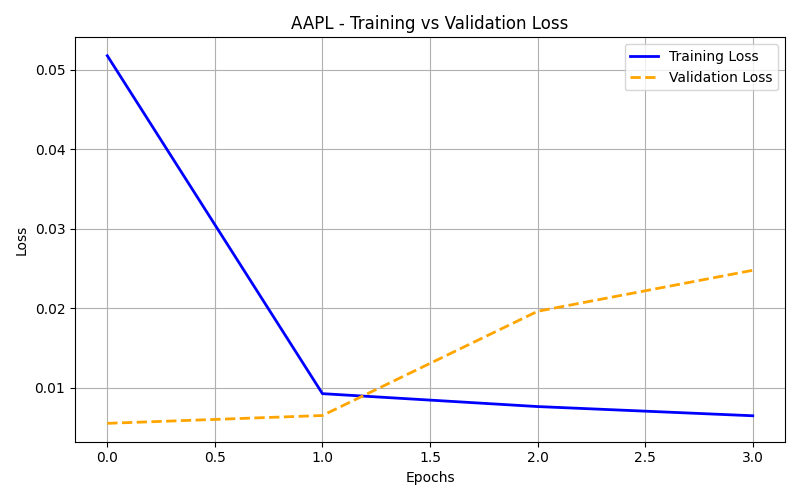 AAPL - Training vs Validation Loss
Training Loss
Validation Loss
0.05
0.04
0.03
0.02
0.01
Loss
0.0 0.5 1.0 1.5 2.0 2.5 3.0
Epochs